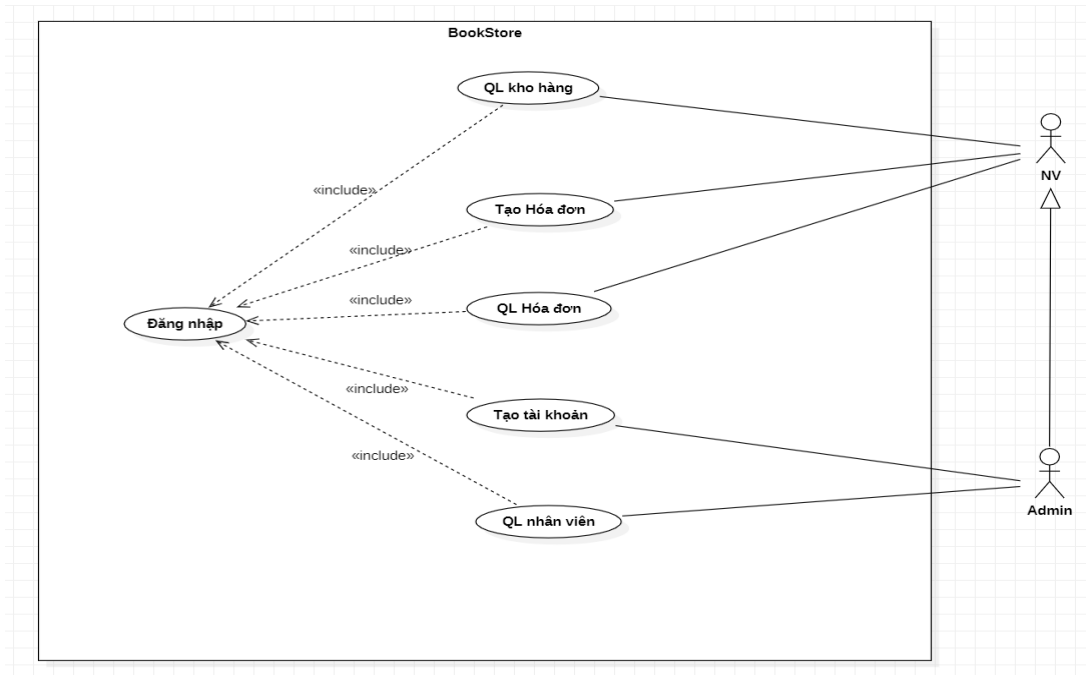 BookStore
QL kho hàng
NV
«include»
Tạo Hóa đơn
«include»
«include»
QL Hóa đơn
Đăng nhập
«include»
Tạo tài khoản
«include»
Admin
QL nhân viên